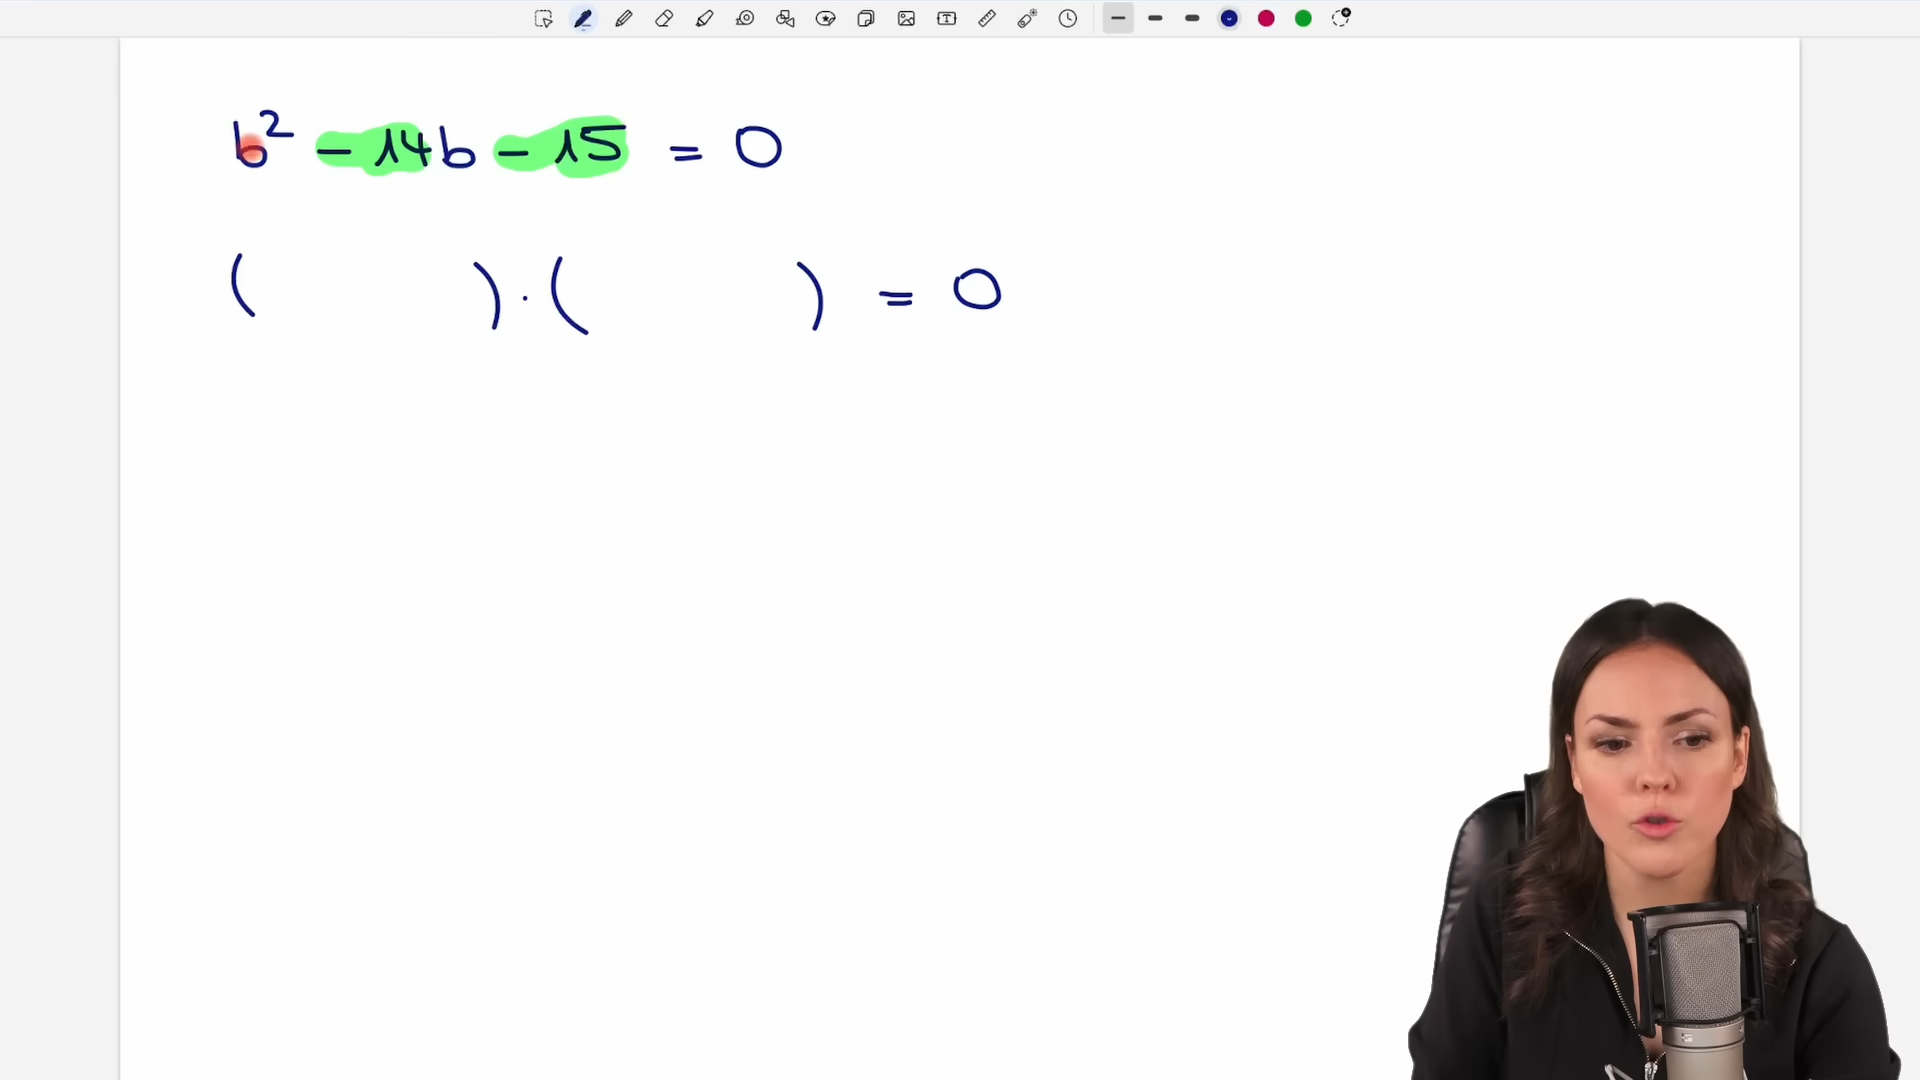 b² - 14b - 15 = 0
(      ) · (      ) = 0